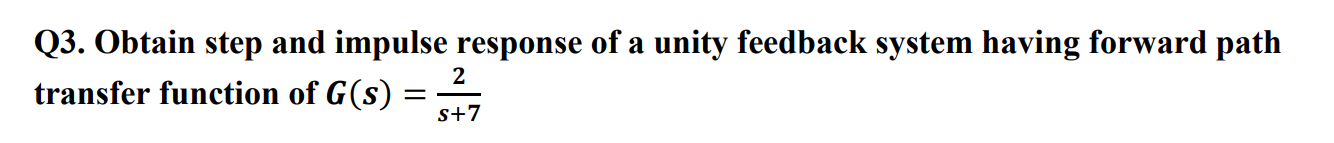 Q3. Obtain step and impulse response of a unity feedback system having forward path
transfer function of G(s) = 2/(s+7)